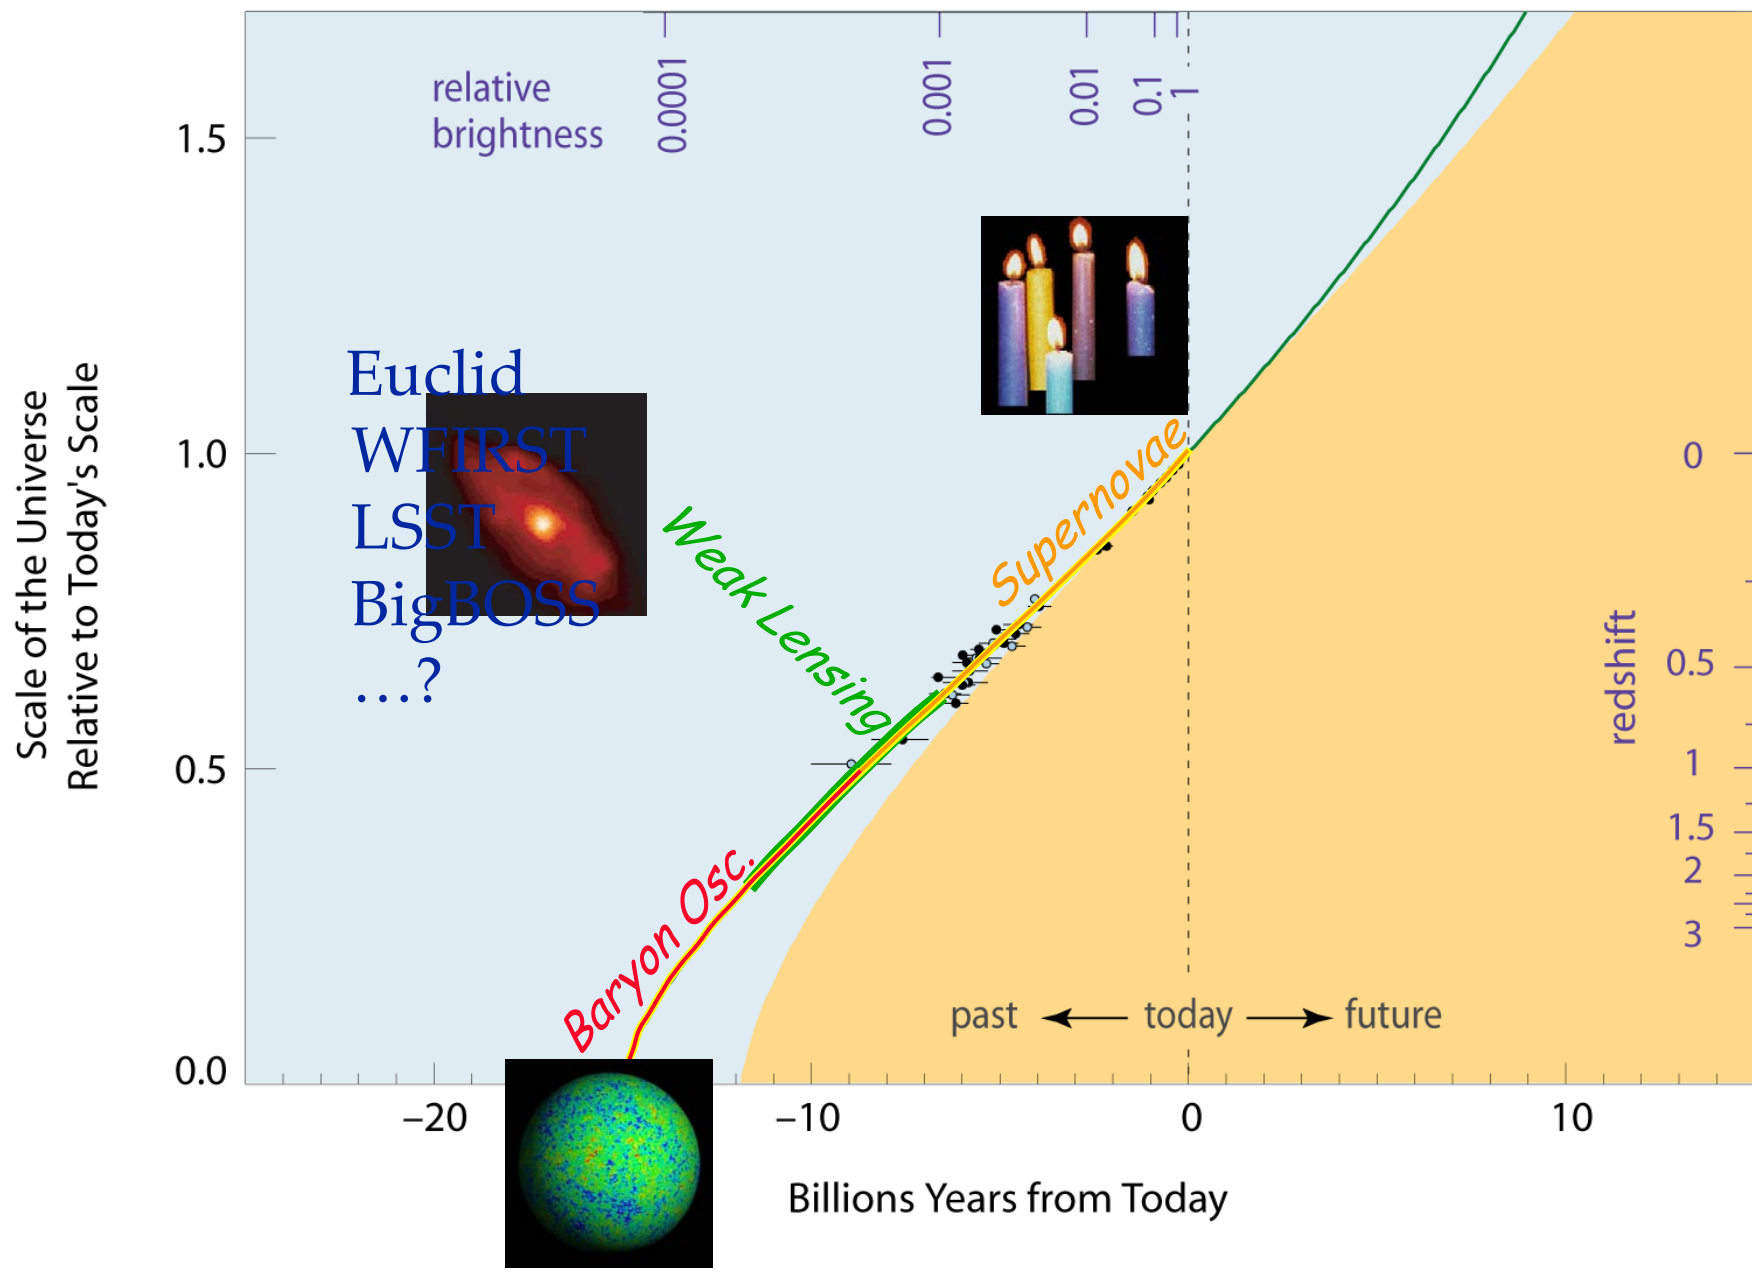 relative
brightness
0.0001
0.001
0.01
0.1
1
1.5
1.0
0.5
0.0
Scale of the Universe
Relative to Today's Scale
Euclid
WFIRST
LSST
BigBOSS
…?
Weak Lensing
Supernovae
Baryon Osc.
redshift
0
0.5
1
1.5
2
3
past
today
future
–20
–10
0
10
Billions Years from Today